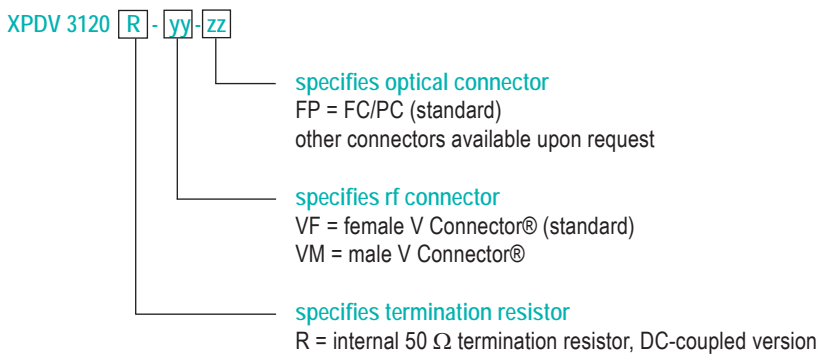 XPDV 3120 R - yy - zz
specifies optical connector
FP = FC/PC (standard)
other connectors available upon request
specifies rf connector
VF = female V Connector® (standard)
VM = male V Connector®
specifies termination resistor
R = internal 50 Ω termination resistor, DC-coupled version